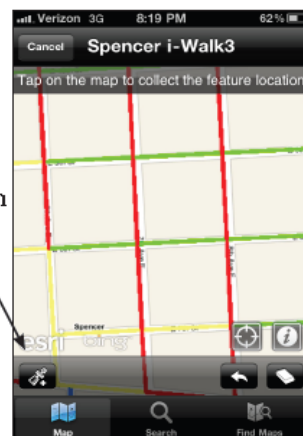 Verizon 3G 8:19 PM 62%
Cancel Spencer i-Walk3
Tap on the map to collect the feature location
Spencer
esri bing
Map Search Find Maps